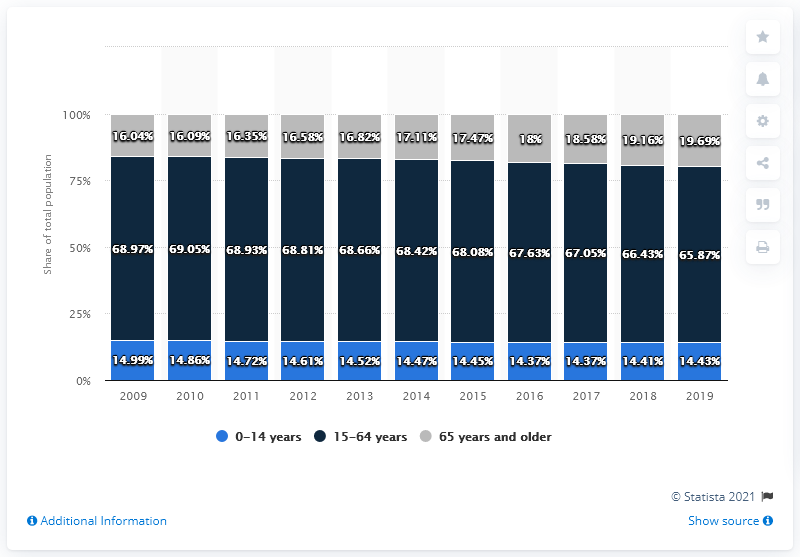 100%
75%
50%
25%
0%
Share of total population
16.04% 16.09% 16.35% 16.58% 16.82% 17.11% 17.47% 18% 18.58% 19.16% 19.69%
68.97% 69.05% 68.93% 68.81% 68.66% 68.42% 68.08% 67.63% 67.05% 66.43% 65.87%
14.99% 14.86% 14.72% 14.61% 14.52% 14.47% 14.45% 14.37% 14.37% 14.41% 14.43%
2009 2010 2011 2012 2013 2014 2015 2016 2017 2018 2019
0-14 years 15-64 years 65 years and older
© Statista 2021
Additional Information
Show source